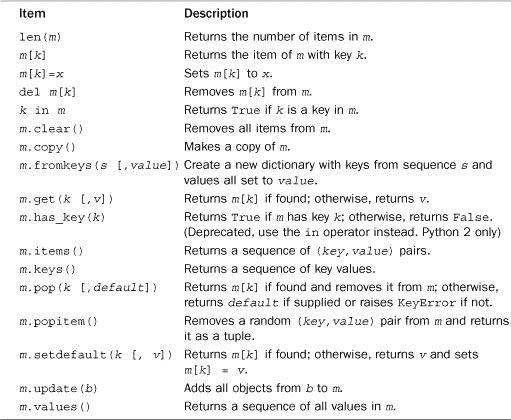 Item Description
len(m) Returns the number of items in m.
m[k] Returns the item of m with key k.
m[k]=x Sets m[k] to x.
del m[k] Removes m[k] from m.
k in m Returns True if k is a key in m.
m.clear() Removes all items from m.
m.copy() Makes a copy of m.
m.fromkeys(s [,value]) Create a new dictionary with keys from sequence s and
values all set to value.
m.get(k [,v]) Returns m[k] if found; otherwise, returns v.
m.has_key(k) Returns True if m has key k; otherwise, returns False.
(Deprecated, use the in operator instead. Python 2 only)
m.items() Returns a sequence of (key,value) pairs.
m.keys() Returns a sequence of key values.
m.pop(k [,default]) Returns m[k] if found and removes it from m; otherwise,
returns default if supplied or raises KeyError if not.
m.popitem() Removes a random (key,value) pair from m and returns
it as a tuple.
m.setdefault(k [, v]) Returns m[k] if found; otherwise, returns v and sets
m[k] = v.
m.update(b) Adds all objects from b to m.
m.values() Returns a sequence of all values in m.